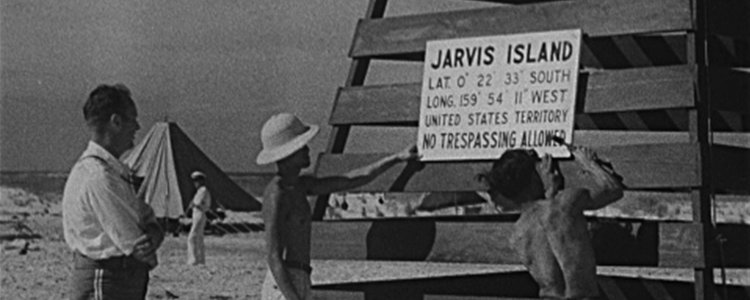 JARVIS ISLAND
LAT. 0° 22' 33" SOUTH
LONG. 159° 54' 11" WEST
UNITED STATES TERRITORY
NO TRESPASSING ALLOWED